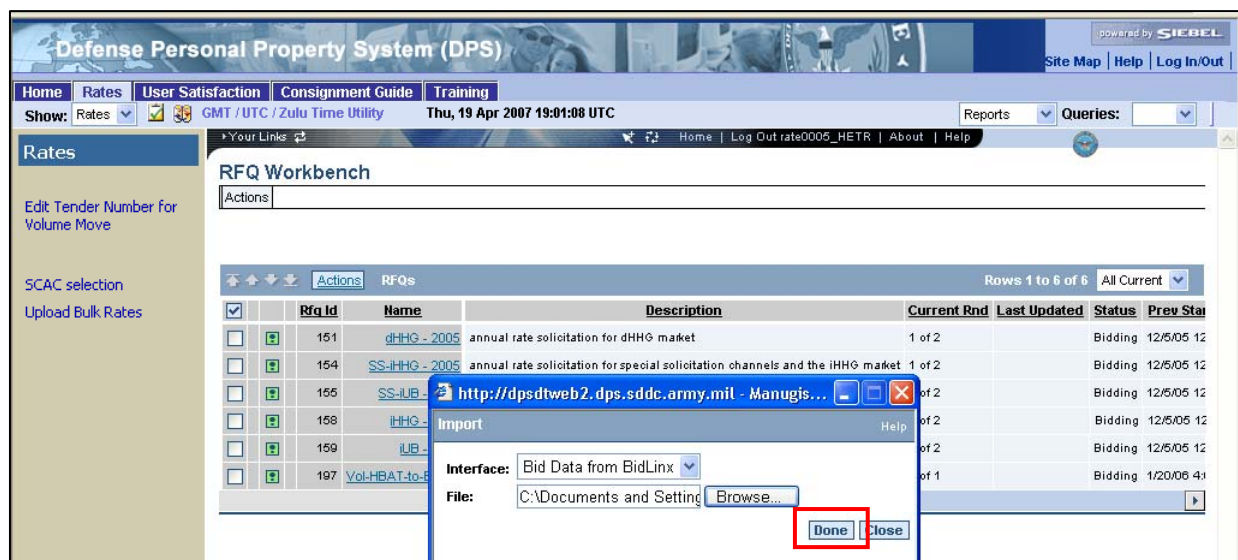 Defense Personal Property System (DPS)
powered by SIEBEL
Site Map | Help | Log In/Out |
Home Rates User Satisfaction Consignment Guide Training
Show: Rates GMT / UTC / Zulu Time Utility Thu, 19 Apr 2007 19:01:08 UTC Reports Queries:
Your Links Home | Log Out rate0005_HETR | About | Help
Rates
Edit Tender Number for
Volume Move
SCAC selection
Upload Bulk Rates
RFQ Workbench
Actions
Actions RFQs Rows 1 to 6 of 6 All Current
Rfq Id Name Description Current Rnd Last Updated Status Prev Star
151 dHHG - 2005 annual rate solicitation for dHHG market 1 of 2 Bidding 12/5/05 12
154 SS-iHHG - 2005 annual rate solicitation for special solicitation channels and the iHHG market 1 of 2 Bidding 12/5/05 12
155 SS-iUB - of 2 Bidding 12/5/05 12
158 iHHG - of 2 Bidding 12/5/05 12
159 iUB - of 2 Bidding 12/5/05 12
197 Vol-HBAT-to- of 1 Bidding 1/20/06 4:
http://dpsdtweb2.dps.sddc.army.mil - Manugis...
Import Help
Interface: Bid Data from BidLinx
File: C:\Documents and Setting Browse...
Done Close